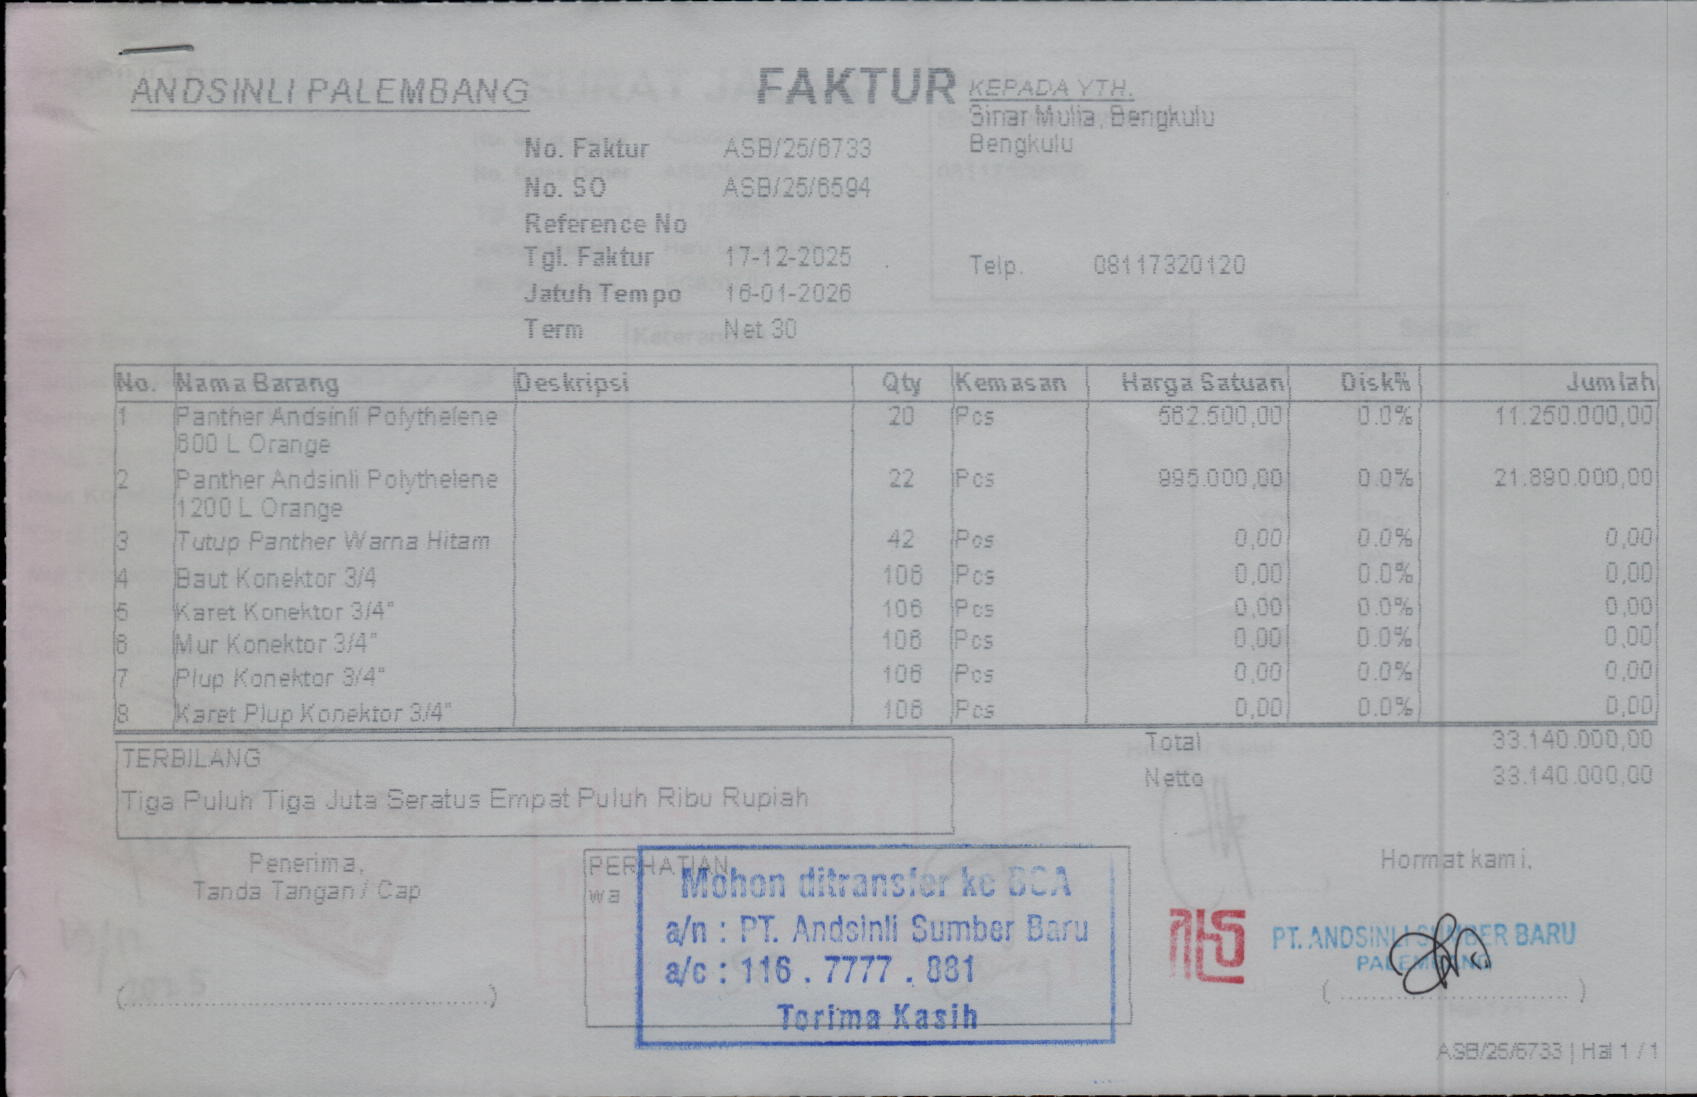 ANDSINLI PALEMBANG
FAKTUR
KEPADA YTH.
Sinar Mulia, Bengkulu
Bengkulu
No. Faktur ASB/25/6733
No. SO ASB/25/6594
Reference No
Tgl. Faktur 17-12-2025
Telp. 08117320120
Jatuh Tempo 16-01-2026
Term Net 30
No. Nama Barang Deskripsi Qty Kemasan Harga Satuan Disk% Jumlah
1 Panther Andsinli Polythelene 20 Pcs 562.500,00 0.0% 11.250.000,00
600 L Orange
2 Panther Andsinli Polythelene 22 Pcs 995.000,00 0.0% 21.890.000,00
1200 L Orange
3 Tutup Panther Warna Hitam 42 Pcs 0,00 0.0% 0,00
4 Baut Konektor 3/4 106 Pcs 0,00 0.0% 0,00
5 Karet Konektor 3/4" 106 Pcs 0,00 0.0% 0,00
6 Mur Konektor 3/4" 106 Pcs 0,00 0.0% 0,00
7 Plup Konektor 3/4" 106 Pcs 0,00 0.0% 0,00
8 Karet Plup Konektor 3/4" 106 Pcs 0,00 0.0% 0,00
Total 33.140.000,00
Netto 33.140.000,00
TERBILANG
Tiga Puluh Tiga Juta Seratus Empat Puluh Ribu Rupiah
Penerima,
Tanda Tangan / Cap
PERHATIAN
wa
Mohon ditransfer ke BCA
a/n : PT. Andsinli Sumber Baru
a/c : 116 . 7777 . 881
Terima Kasih
Hormat kami,
PT. ANDSINLI SUMBER BARU
PALEMBANG
(....................)
(....................)
ASB/25/6733 | Hal 1 / 1